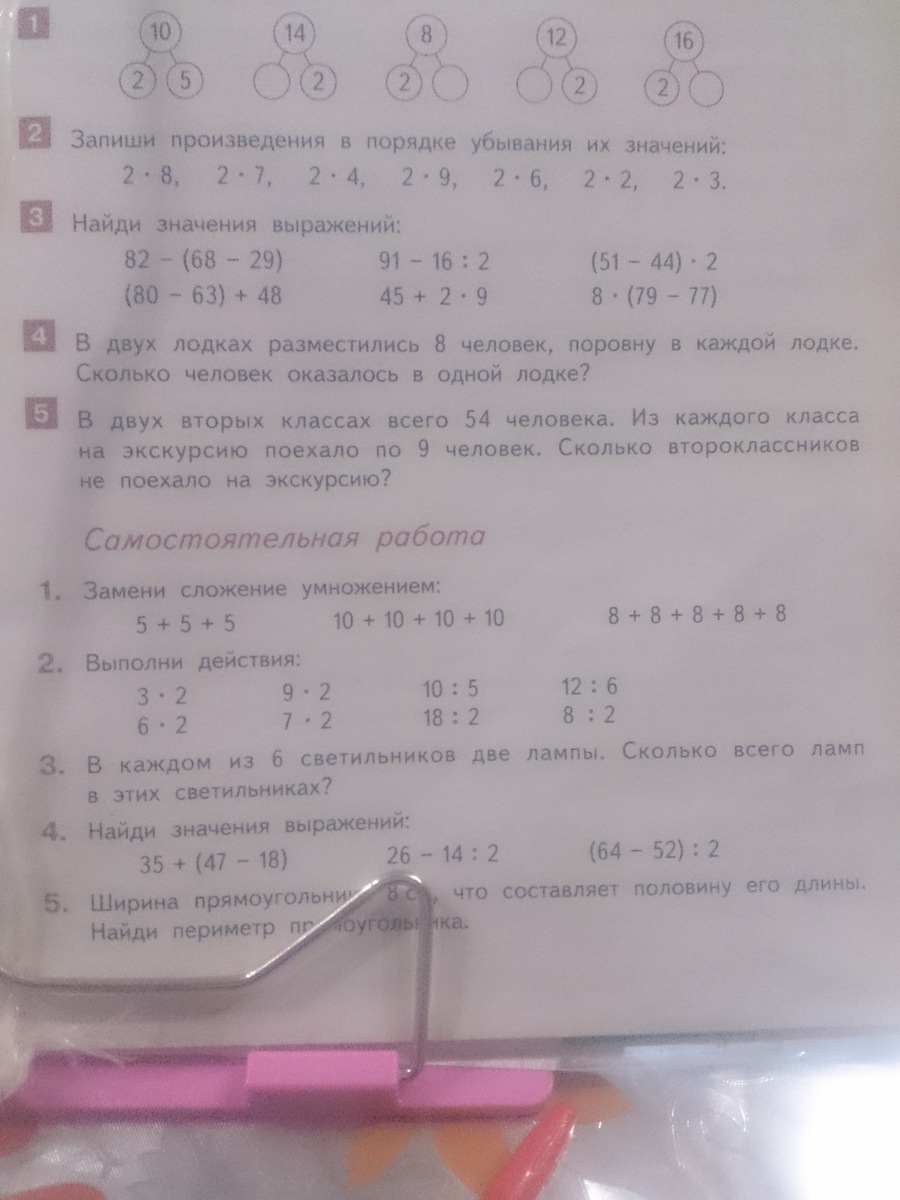 1
10 14 8 12 16
2 5 2 2 2 2
2 Запиши произведения в порядке убывания их значений:
2 · 8, 2 · 7, 2 · 4, 2 · 9, 2 · 6, 2 · 2, 2 · 3.
3 Найди значения выражений:
82 − (68 − 29) 91 − 16 : 2 (51 − 44) · 2
(80 − 63) + 48 45 + 2 · 9 8 · (79 − 77)
4 В двух лодках разместились 8 человек, поровну в каждой лодке.
Сколько человек оказалось в одной лодке?
5 В двух вторых классах всего 54 человека. Из каждого класса
на экскурсию поехало по 9 человек. Сколько второклассников
не поехало на экскурсию?
Самостоятельная работа
1. Замени сложение умножением:
5 + 5 + 5 10 + 10 + 10 + 10 8 + 8 + 8 + 8 + 8
2. Выполни действия:
3 · 2 9 · 2 10 : 5 12 : 6
6 · 2 7 · 2 18 : 2 8 : 2
3. В каждом из 6 светильников две лампы. Сколько всего ламп
в этих светильниках?
4. Найди значения выражений:
35 + (47 − 18) 26 − 14 : 2 (64 − 52) : 2
5. Ширина 8 что составляет половину его длины.
Найди периметр прямоугольника.